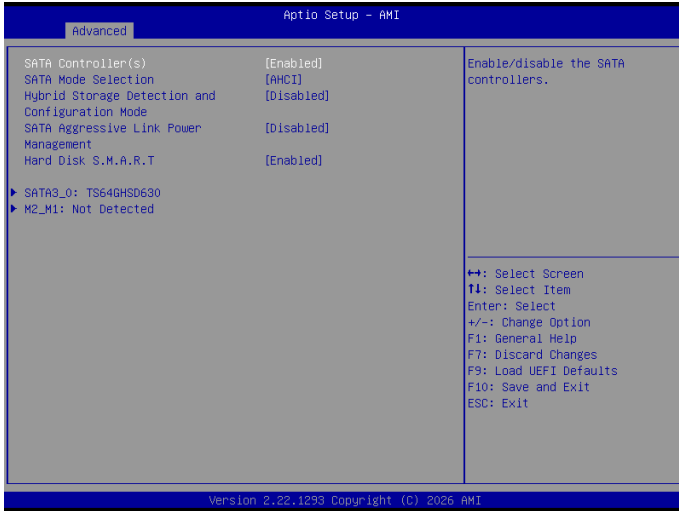 Aptio Setup - AMI
Advanced
SATA Controller(s) [Enabled]
SATA Mode Selection [AHCI]
Hybrid Storage Detection and [Disabled]
Configuration Mode
SATA Aggressive Link Power [Disabled]
Management
Hard Disk S.M.A.R.T [Enabled]
SATA3_0: TS64GHSD630
M2_M1: Not Detected
Enable/disable the SATA
controllers.
↔: Select Screen
↑↓: Select Item
Enter: Select
+/-: Change Option
F1: General Help
F7: Discard Changes
F9: Load UEFI Defaults
F10: Save and Exit
ESC: Exit
Version 2.22.1293 Copyright (C) 2026 AMI